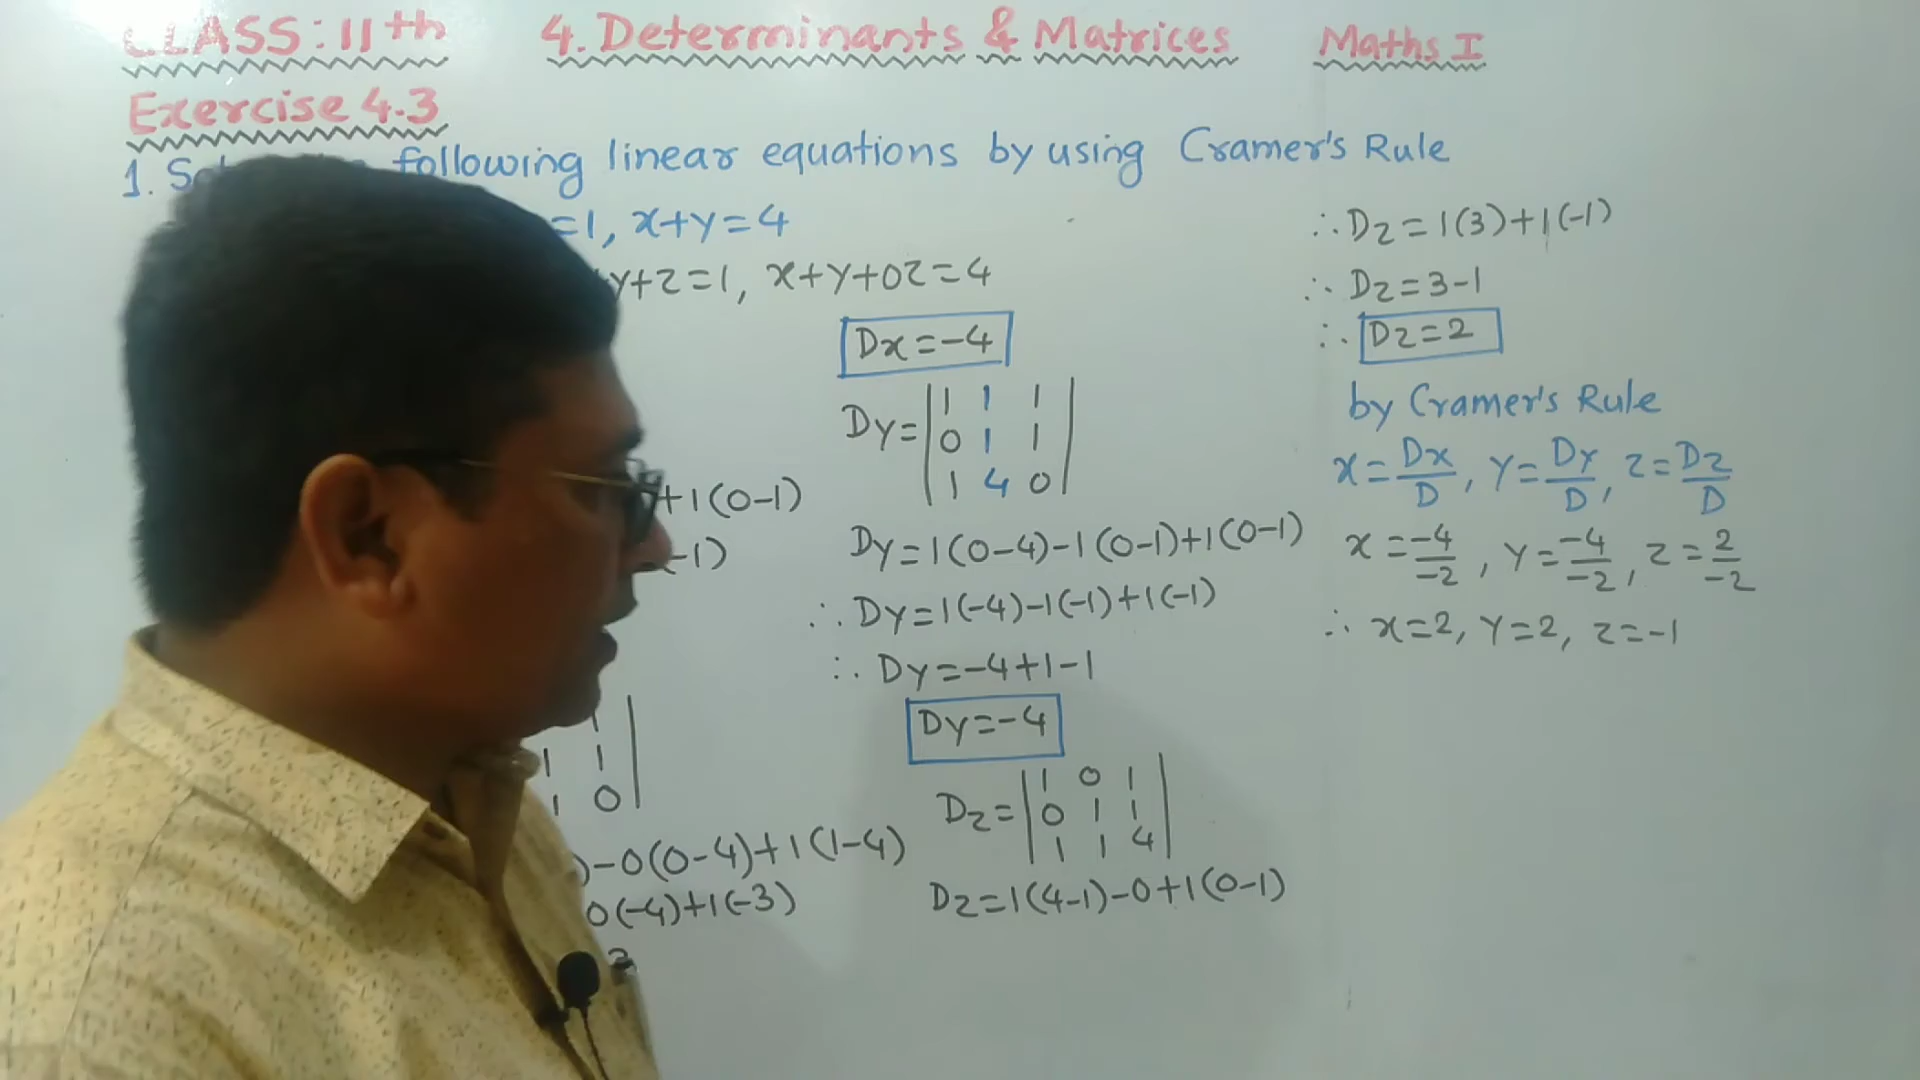 CLASS: 11th 4. Determinants & Matrices Maths I
Exercise 4.3
1. following linear equations by using Cramer's Rule
=1, x+y=4
y+z=1, x+y+0z=4
+1(0-1)
-1)
1 1
1 0
)-0(0-4)+1(1-4)
0(-4)+1(-3)
Dx=-4
Dy= | 1 1 1 |
| 0 1 1 |
| 1 4 0 |
Dy=1(0-4)-1(0-1)+1(0-1)
∴ Dy=1(-4)-1(-1)+1(-1)
∴ Dy=-4+1-1
Dy=-4
Dz= | 1 0 1 |
| 0 1 1 |
| 1 1 4 |
Dz=1(4-1)-0+1(0-1)
∴ Dz=1(3)+1(-1)
∴ Dz=3-1
∴ Dz=2
by Cramer's Rule
x=Dx/D, y=Dy/D, z=Dz/D
x=-4/-2, y=-4/-2, z=2/-2
∴ x=2, y=2, z=-1